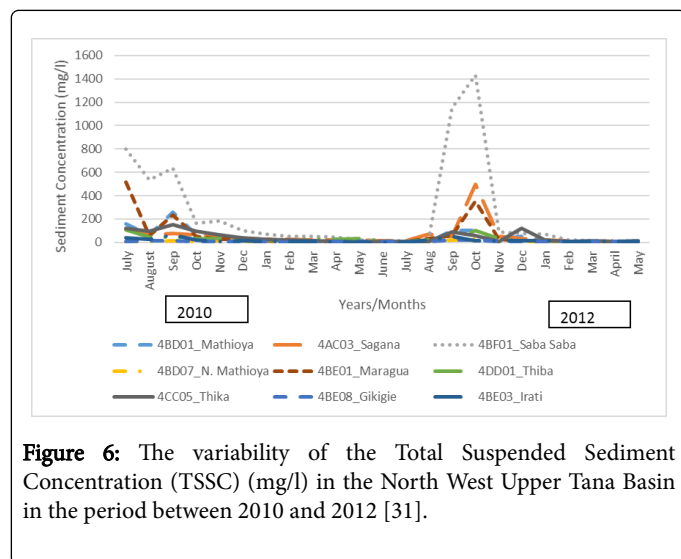 1600
1400
1200
1000
800
600
400
200
0
Sediment Concentration (mg/l)
July
August
Sep
Oct
Nov
Dec
Jan
Feb
Mar
April
May
June
July
Aug
Sep
Oct
Nov
Dec
Jan
Feb
Mar
April
May
Years/Months
2010
2012
4BD01_Mathioya
4AC03_Sagana
4BF01_Saba Saba
4BD07_N. Mathioya
4BE01_Maragua
4DD01_Thiba
4CC05_Thika
4BE08_Gikigie
4BE03_Irati
Figure 6: The variability of the Total Suspended Sediment
Concentration (TSSC) (mg/l) in the North West Upper Tana Basin
in the period between 2010 and 2012 [31].